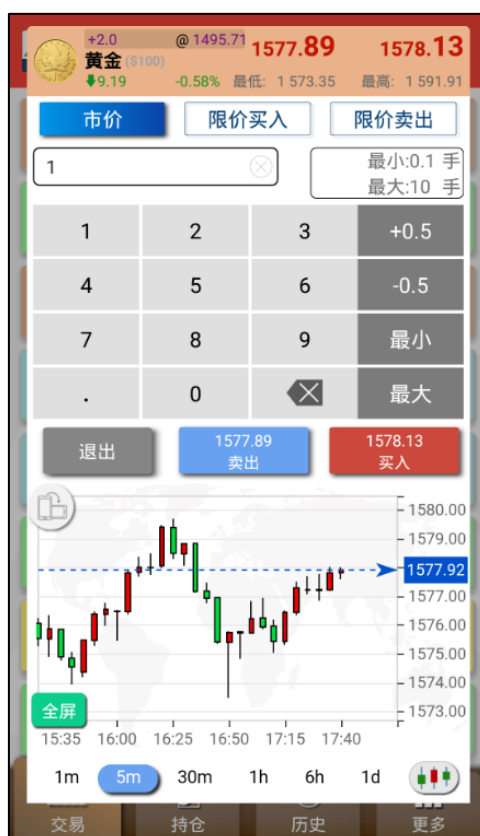 +2.0 @ 1495.71
黄金 ($100) 1577.89 1578.13
9.19 -0.58% 最低: 1 573.35 最高: 1 591.91
市价 限价买入 限价卖出
1 最小:0.1 手
最大:10 手
1 2 3 +0.5
4 5 6 -0.5
7 8 9 最小
. 0 最大
退出 1577.89 1578.13
卖出 买入
1580.00
1579.00
1577.92
1577.00
1576.00
1575.00
1574.00
全屏 1573.00
15:35 16:00 16:25 16:50 17:15 17:40
1m 5m 30m 1h 6h 1d
交易 持仓 历史 更多